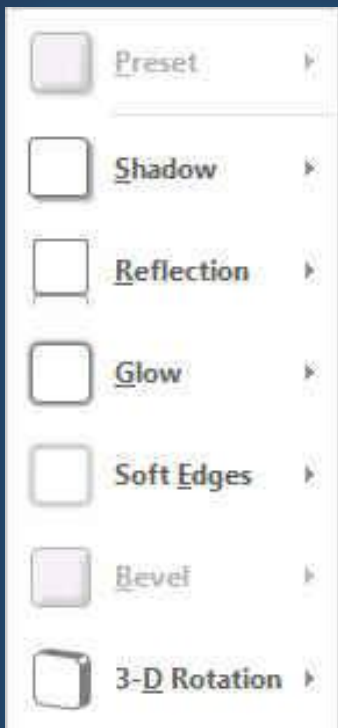 Preset
Shadow
Reflection
Glow
Soft Edges
Bevel
3-D Rotation